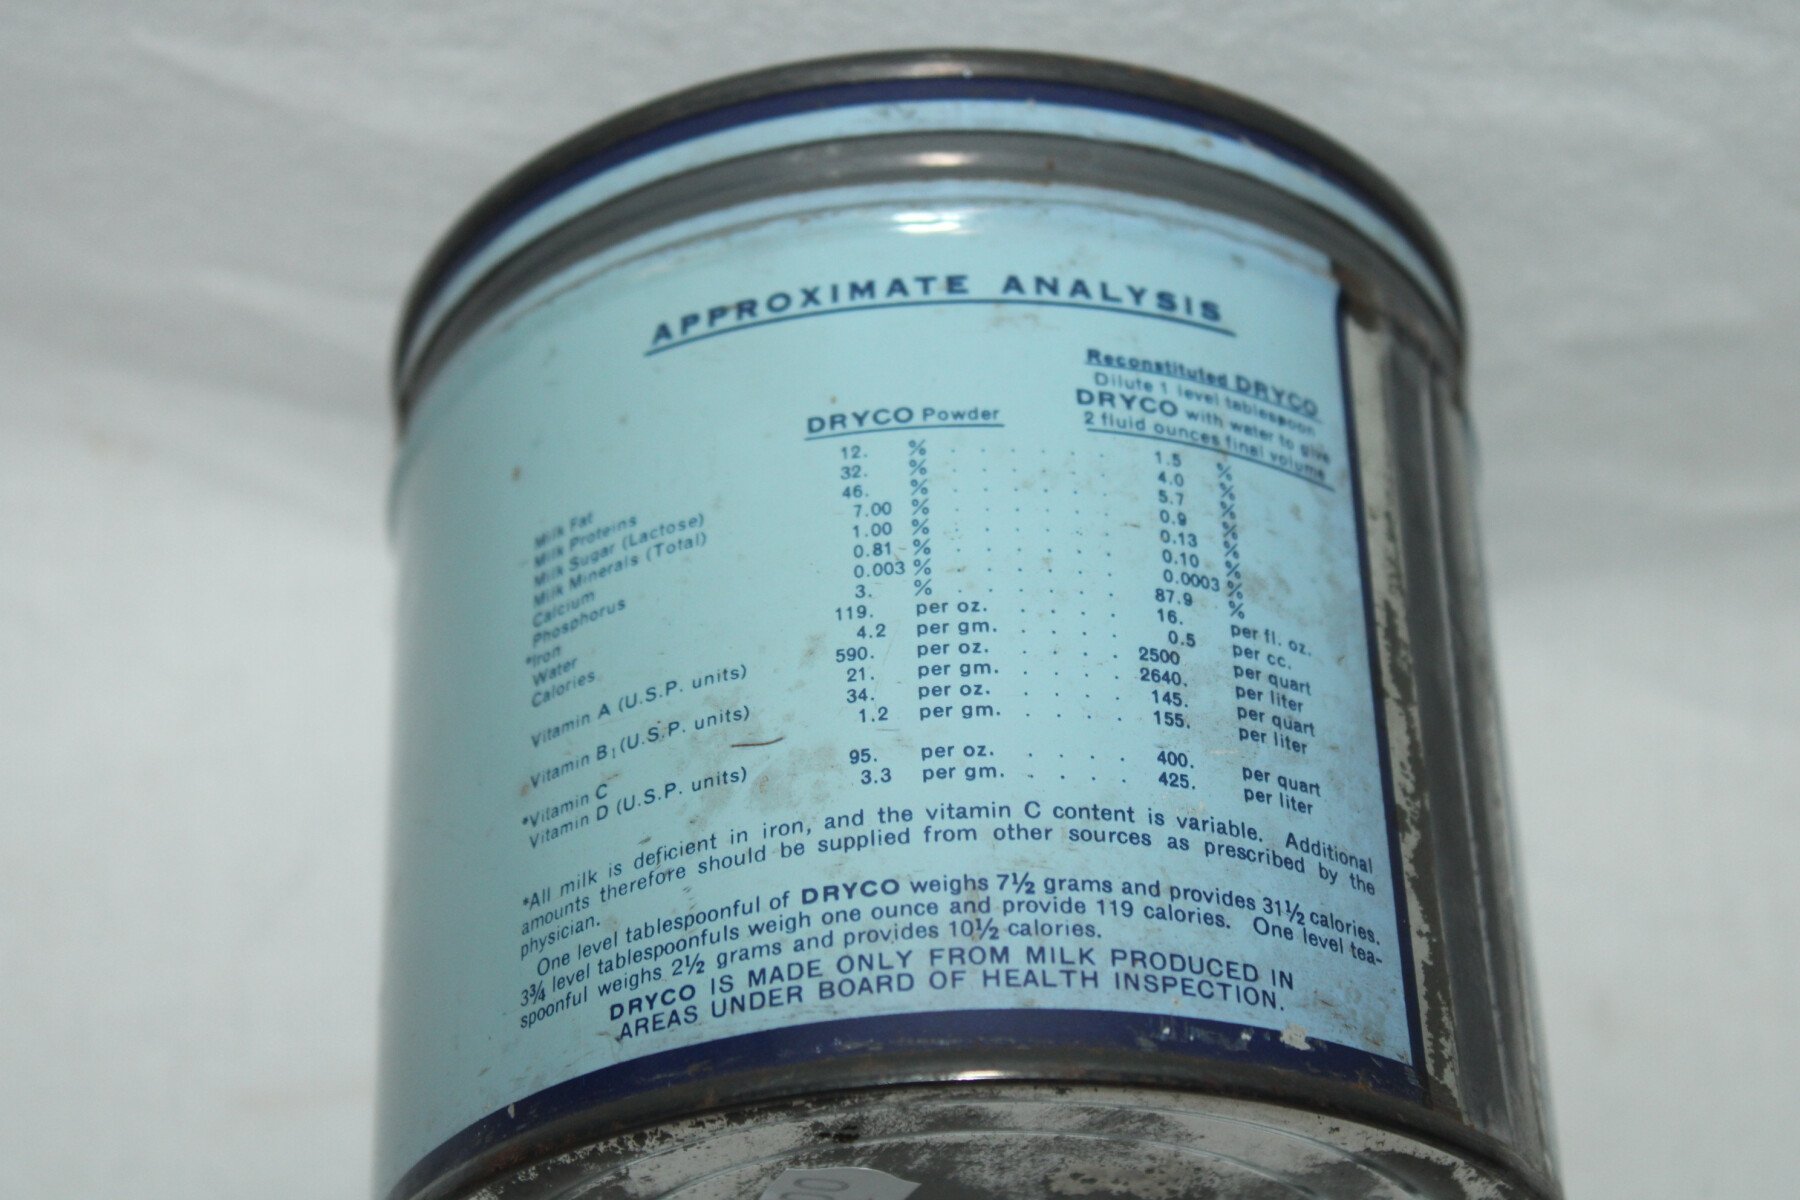 APPROXIMATE ANALYSIS
Reconstituted DRYCO
Dilute 1 level tablespoon
DRYCO with water to give
2 fluid ounces final volume
DRYCO Powder
Milk Fat 12. % 1.5 %
Milk Proteins 32. % 4.0 %
Milk Sugar (Lactose) 46. % 5.7 %
Milk Minerals (Total) 7.00 % 0.9 %
Calcium 1.00 % 0.13 %
Phosphorus 0.81 % 0.10 %
*Iron 0.003 % 0.0003 %
Water 3. % 87.9 %
Calories 119. per oz. 16. per fl. oz.
4.2 per gm. 0.5 per cc.
Vitamin A (U.S.P. units) 590. per oz. 2500 per quart
21. per gm. 2640. per liter
Vitamin B1 (U.S.P. units) 34. per oz. 145. per quart
1.2 per gm. 155. per liter
*Vitamin C
Vitamin D (U.S.P. units) 95. per oz. 400. per quart
3.3 per gm. 425. per liter
*All milk is deficient in iron, and the vitamin C content is variable. Additional
amounts therefore should be supplied from other sources as prescribed by the
physician.
One level tablespoonful of DRYCO weighs 7½ grams and provides 31½ calories.
3¾ level tablespoonfuls weigh one ounce and provide 119 calories. One level tea-
spoonful weighs 2½ grams and provides 10½ calories.
DRYCO IS MADE ONLY FROM MILK PRODUCED IN
AREAS UNDER BOARD OF HEALTH INSPECTION.